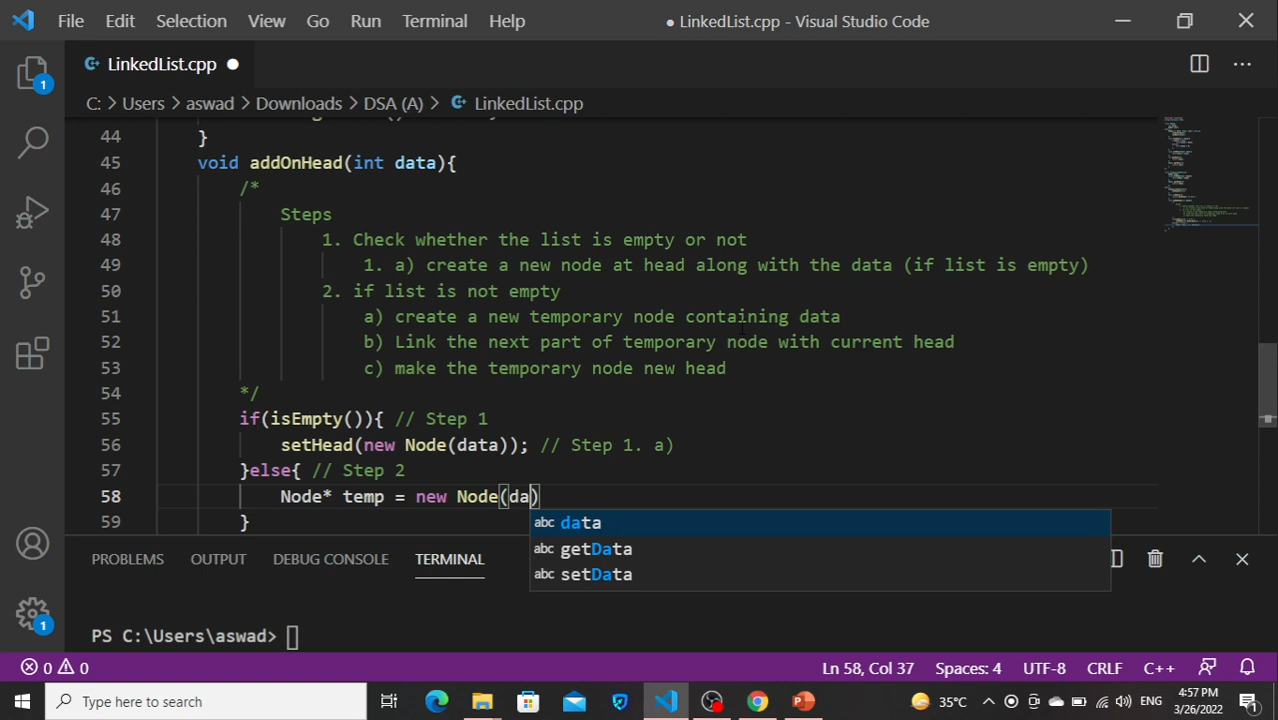 File Edit Selection View Go Run Terminal Help ● LinkedList.cpp - Visual Studio Code
LinkedList.cpp ●
C: > Users > aswad > Downloads > DSA (A) > LinkedList.cpp
44 }
45 void addOnHead(int data){
46 /*
47 Steps
48 1. Check whether the list is empty or not
49 1. a) create a new node at head along with the data (if list is empty)
50 2. if list is not empty
51 a) create a new temporary node containing data
52 b) Link the next part of temporary node with current head
53 c) make the temporary node new head
54 */
55 if(isEmpty()){ // Step 1
56 setHead(new Node(data)); // Step 1. a)
57 }else{ // Step 2
58 Node* temp = new Node(da)
abc data
59 }
abc getData
abc setData
PROBLEMS OUTPUT DEBUG CONSOLE TERMINAL
PS C:\Users\aswad>
1
1
0 0 Ln 58, Col 37 Spaces: 4 UTF-8 CRLF C++
Type here to search 35°C ENG 4:57 PM
3/26/2022 1